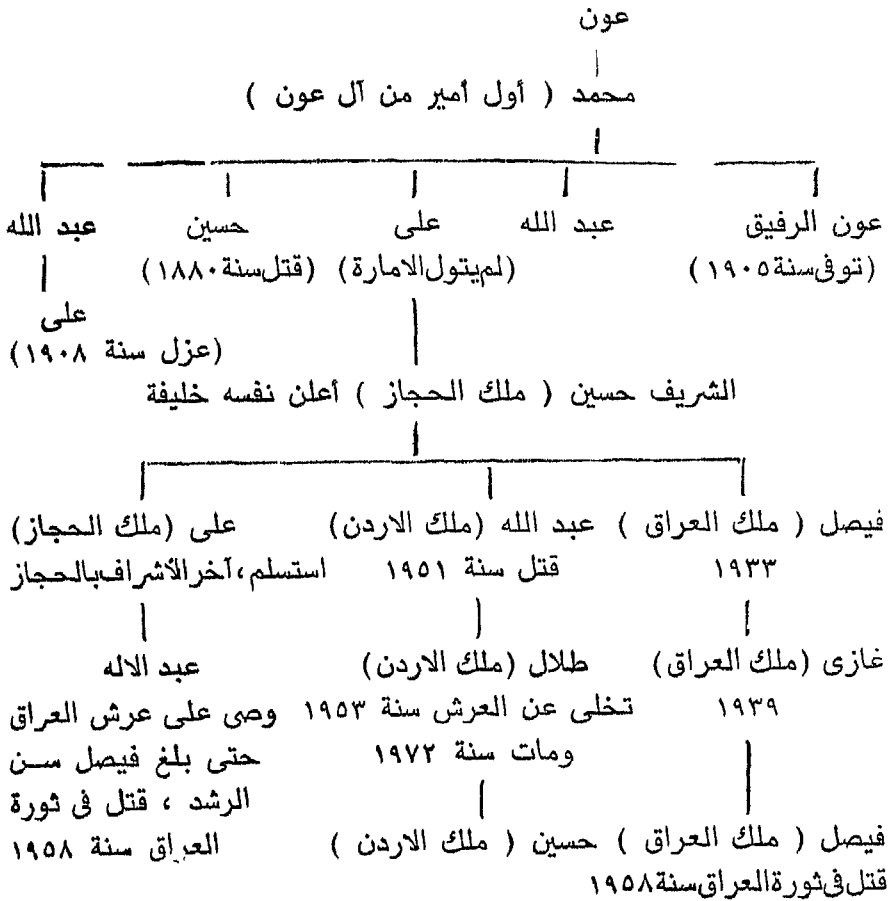 عون
محمد ( أول أمير من آل عون )
عون الرفيق عبد الله على حسين عبد الله
(توفى سنة ١٩٠٥) (لم يتول الامارة) (قتل سنة ١٨٨٠)
على
(عزل سنة ١٩٠٨)
الشريف حسين ( ملك الحجاز ) أعلن نفسه خليفة
فيصل ( ملك العراق ) عبد الله (ملك الاردن) على (ملك الحجاز)
١٩٣٣ قتل سنة ١٩٥١ استسلم، آخر الأشراف بالحجاز
غازى (ملك العراق) طلال (ملك الاردن) عبد الاله
١٩٣٩ تخلى عن العرش سنة ١٩٥٣ وصى على عرش العراق
ومات سنة ١٩٧٢ حتى بلغ فيصل سن
الرشد ، قتل فى ثورة
فيصل ( ملك العراق ) حسين ( ملك الاردن ) العراق سنة ١٩٥٨
قتل فى ثورة العراق سنة ١٩٥٨